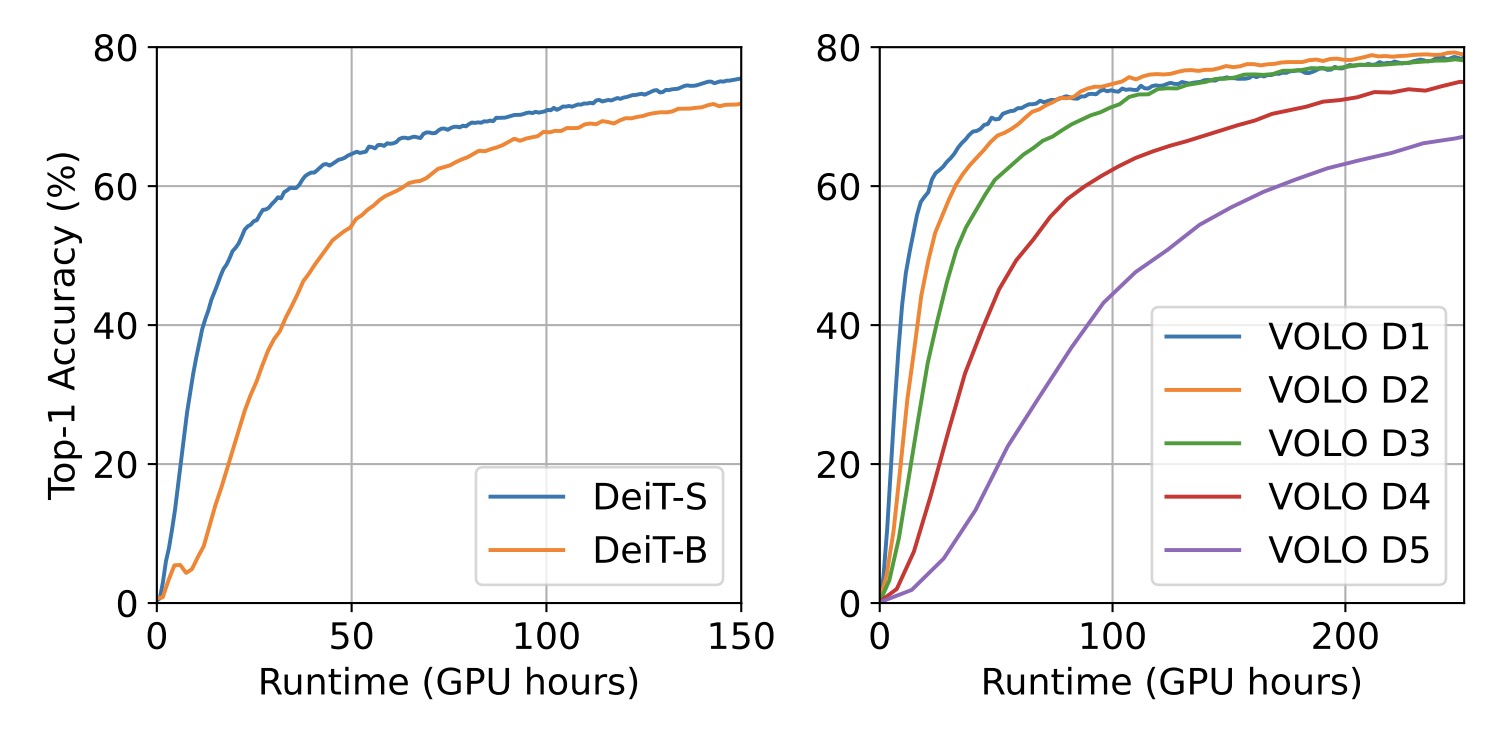 Top-1 Accuracy (%)
80
60
40
20
0
0 50 100 150
Runtime (GPU hours)
DeiT-S
DeiT-B
80
60
40
20
0
0 100 200
Runtime (GPU hours)
VOLO D1
VOLO D2
VOLO D3
VOLO D4
VOLO D5